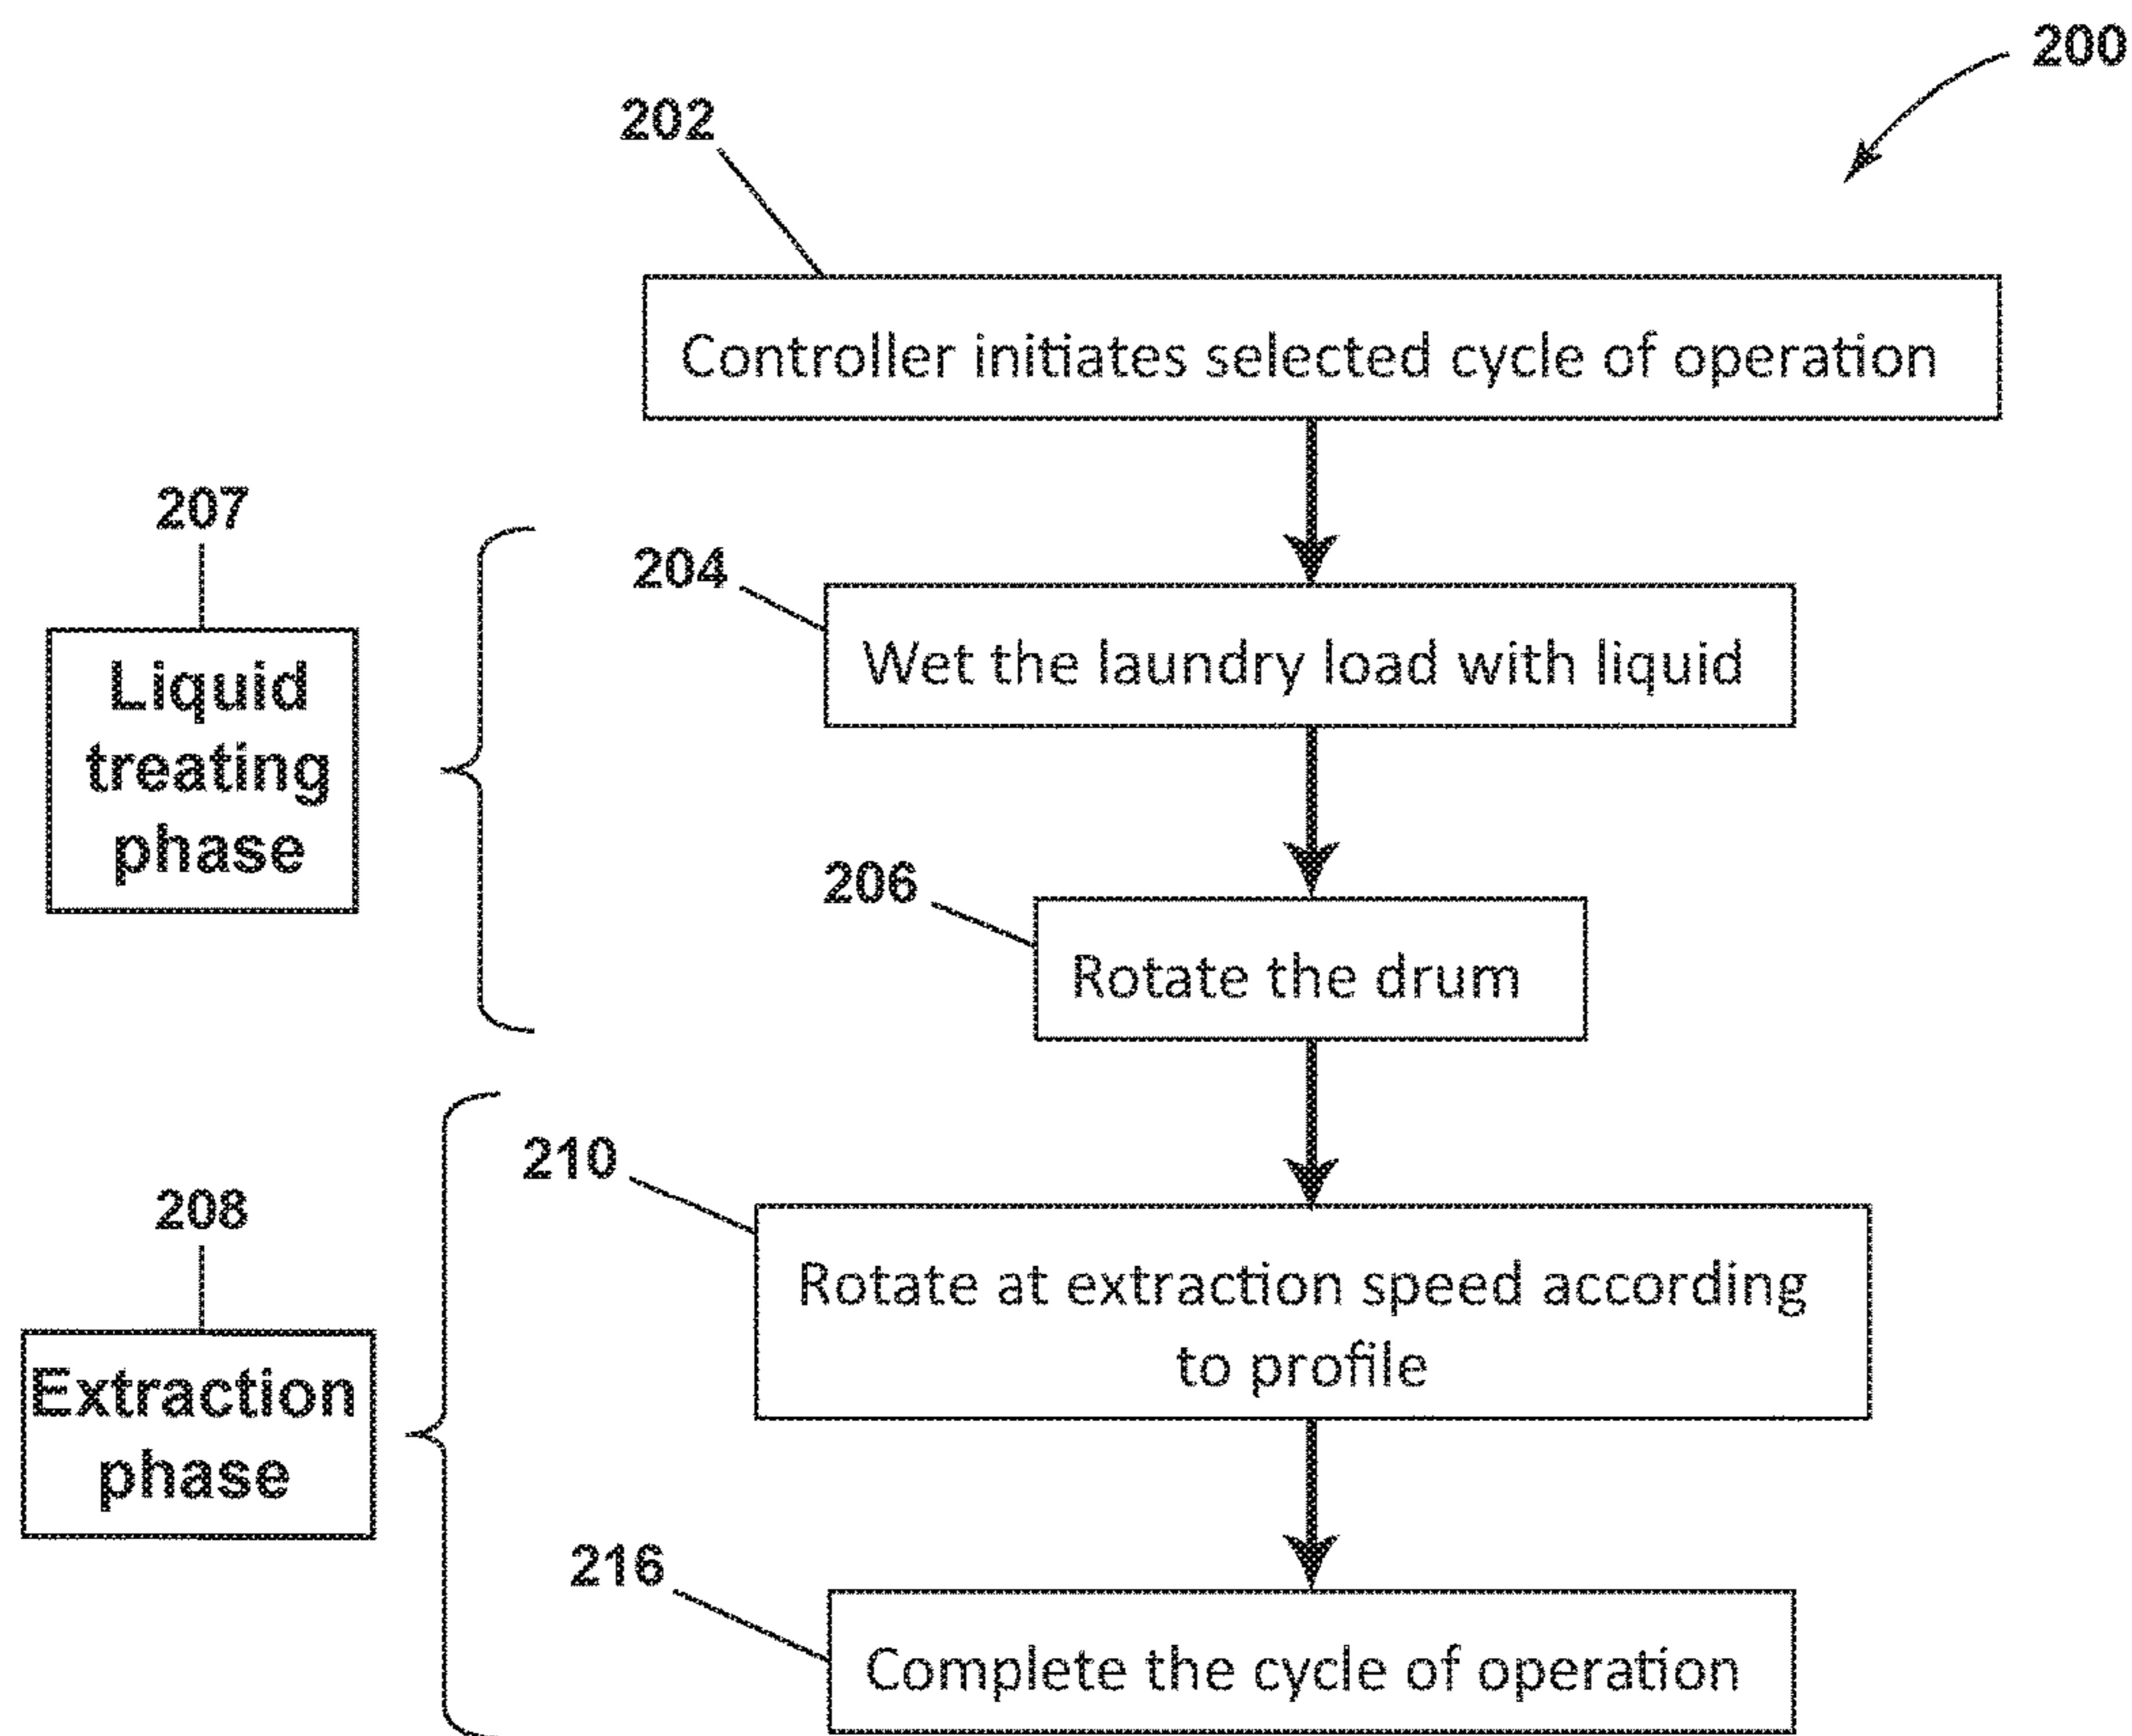 200
202
Controller initiates selected cycle of operation
207
204
Liquid
treating
phase
Wet the laundry load with liquid
206
Rotate the drum
210
208
Rotate at extraction speed according
to profile
Extraction
phase
216
Complete the cycle of operation